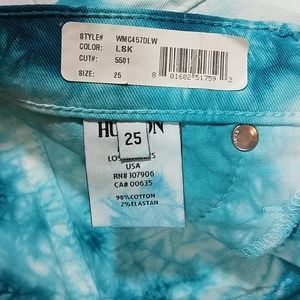 STYLE# WMC457DLW
COLOR: LSK
CUT#: 5501
SIZE: 25
8 01682 51759 2
25
USA
RN# 107906
CA# 00635
98% COTTON
2% ELASTAN